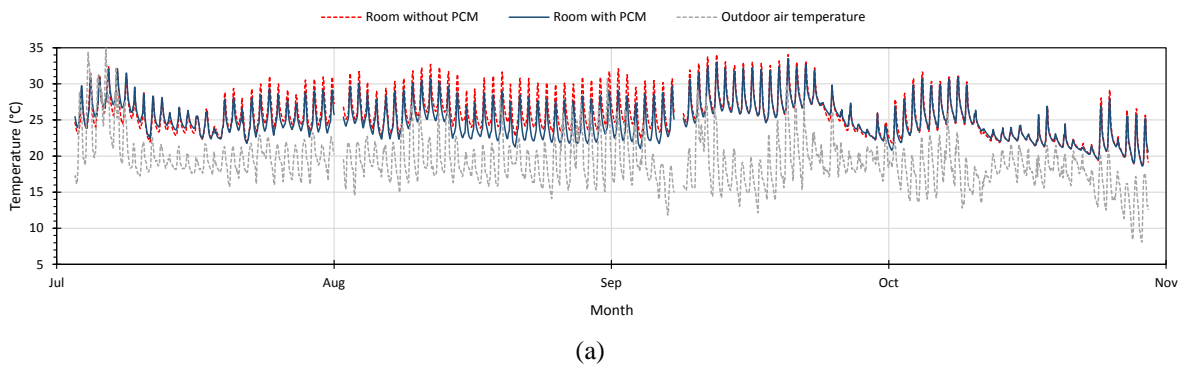 Room without PCM Room with PCM Outdoor air temperature
35
30
25
20
15
10
5
Temperature (°C)
Jul Aug Sep Oct Nov
Month
(a)